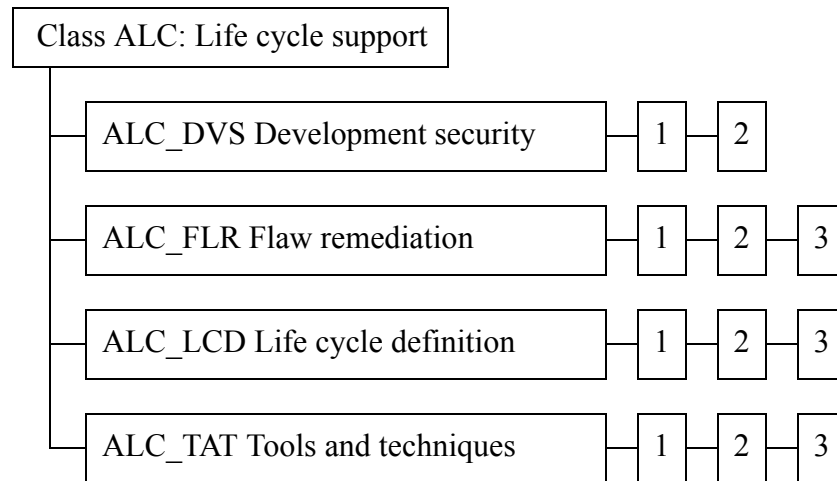 Class ALC: Life cycle support
ALC_DVS Development security 1 2
ALC_FLR Flaw remediation 1 2 3
ALC_LCD Life cycle definition 1 2 3
ALC_TAT Tools and techniques 1 2 3